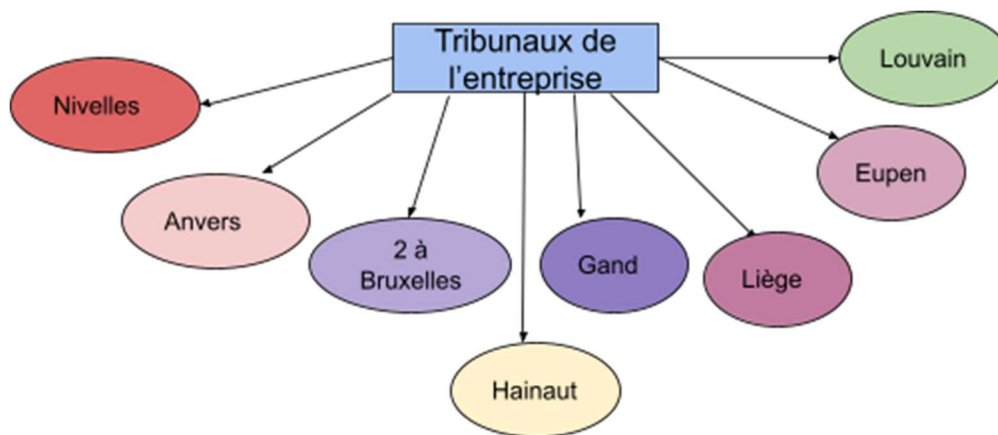 Tribunaux de
l'entreprise
Louvain
Nivelles
Eupen
Anvers
2 à
Bruxelles
Gand
Liège
Hainaut